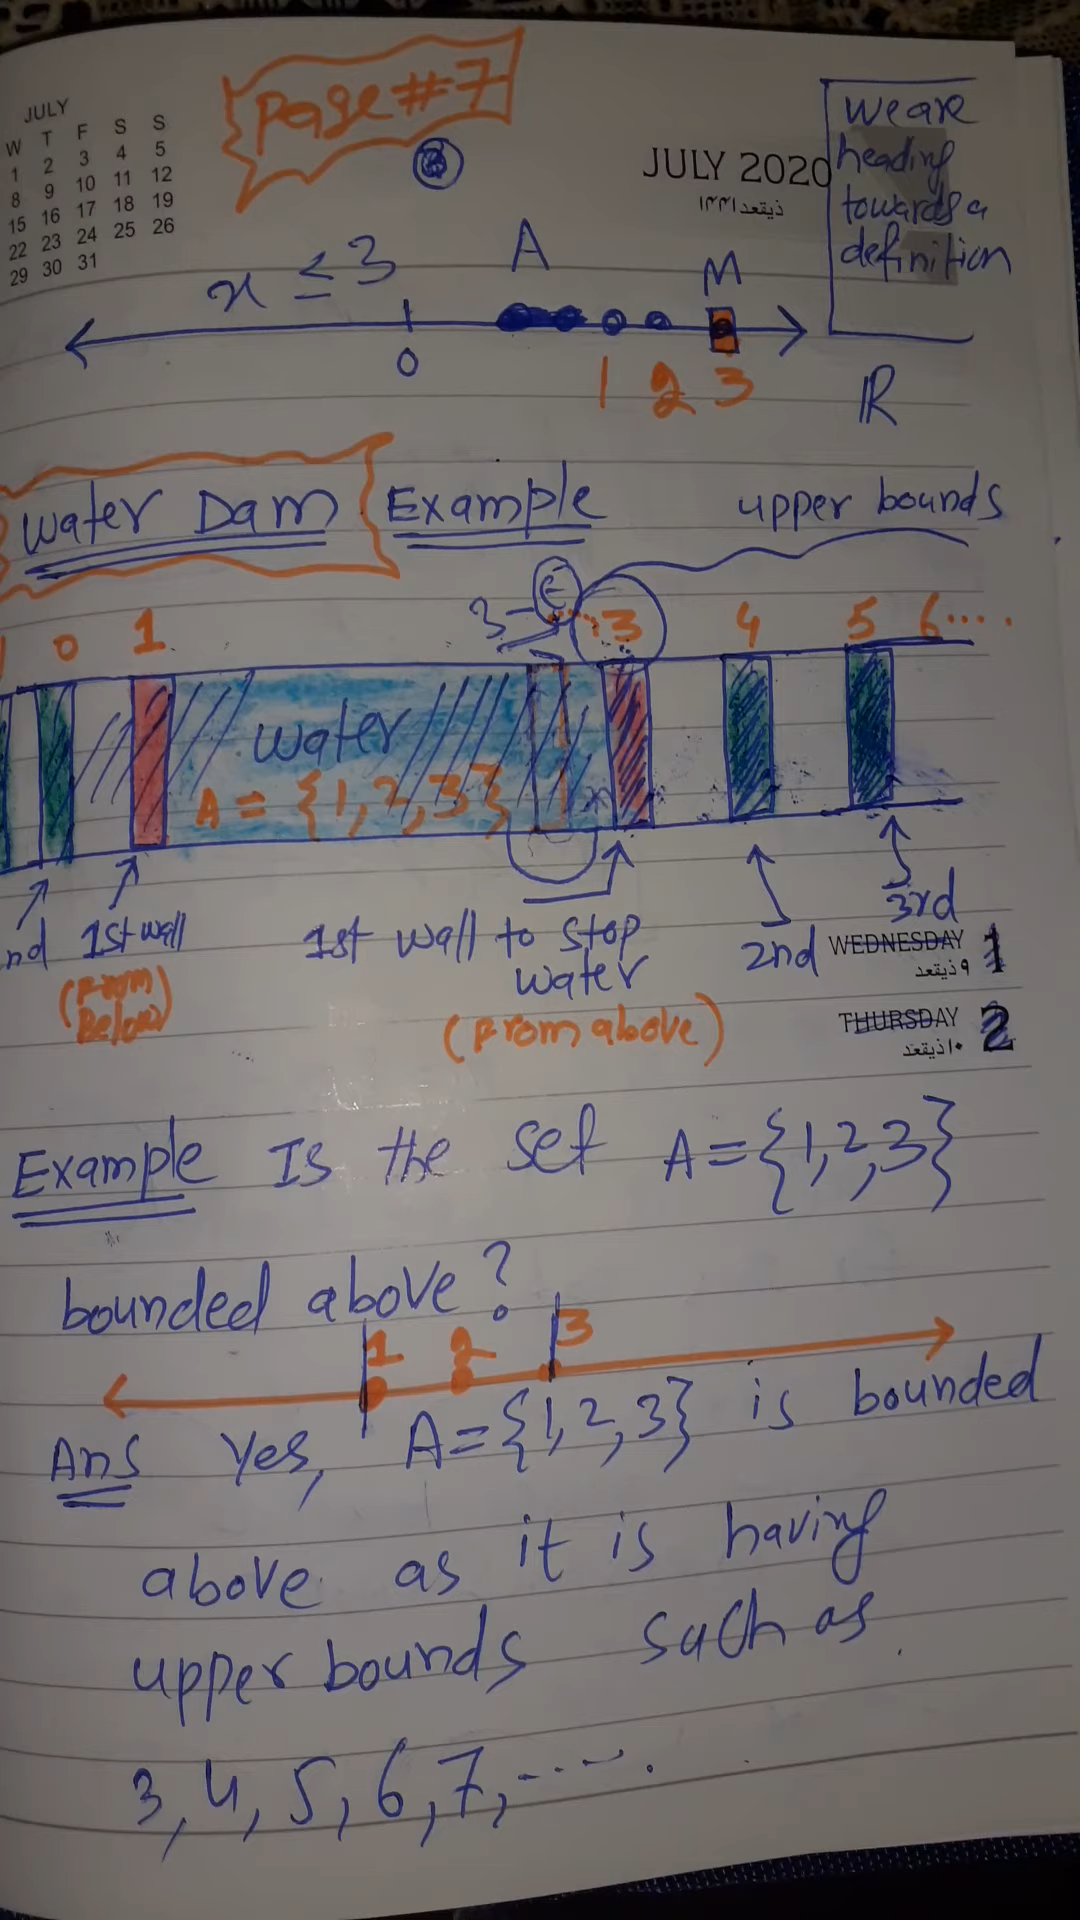 Page #7
JULY
W T F S S
1 2 3 4 5
8 9 10 11 12
15 16 17 18 19
22 23 24 25 26
29 30 31
JULY 2020
ذیقعد ۱۴۴۱
we are
heading
towards a
definition
x ≤ 3
A
M
0
1 2 3
R
Water Dam Example
upper bounds
3-ε
0 1 3 4 5 6....
water
A = {1,2,3}
nd
1st wall
(From Below)
1st wall to stop
water
(From above)
2nd
3rd
WEDNESDAY 1
۹ ذیقعد
THURSDAY 2
۱۰ ذیقعد
Example Is the set A={1,2,3}
bounded above?
1 2 3
Ans Yes, A={1,2,3} is bounded
above as it is having
upper bounds such as
3, 4, 5, 6, 7, ....